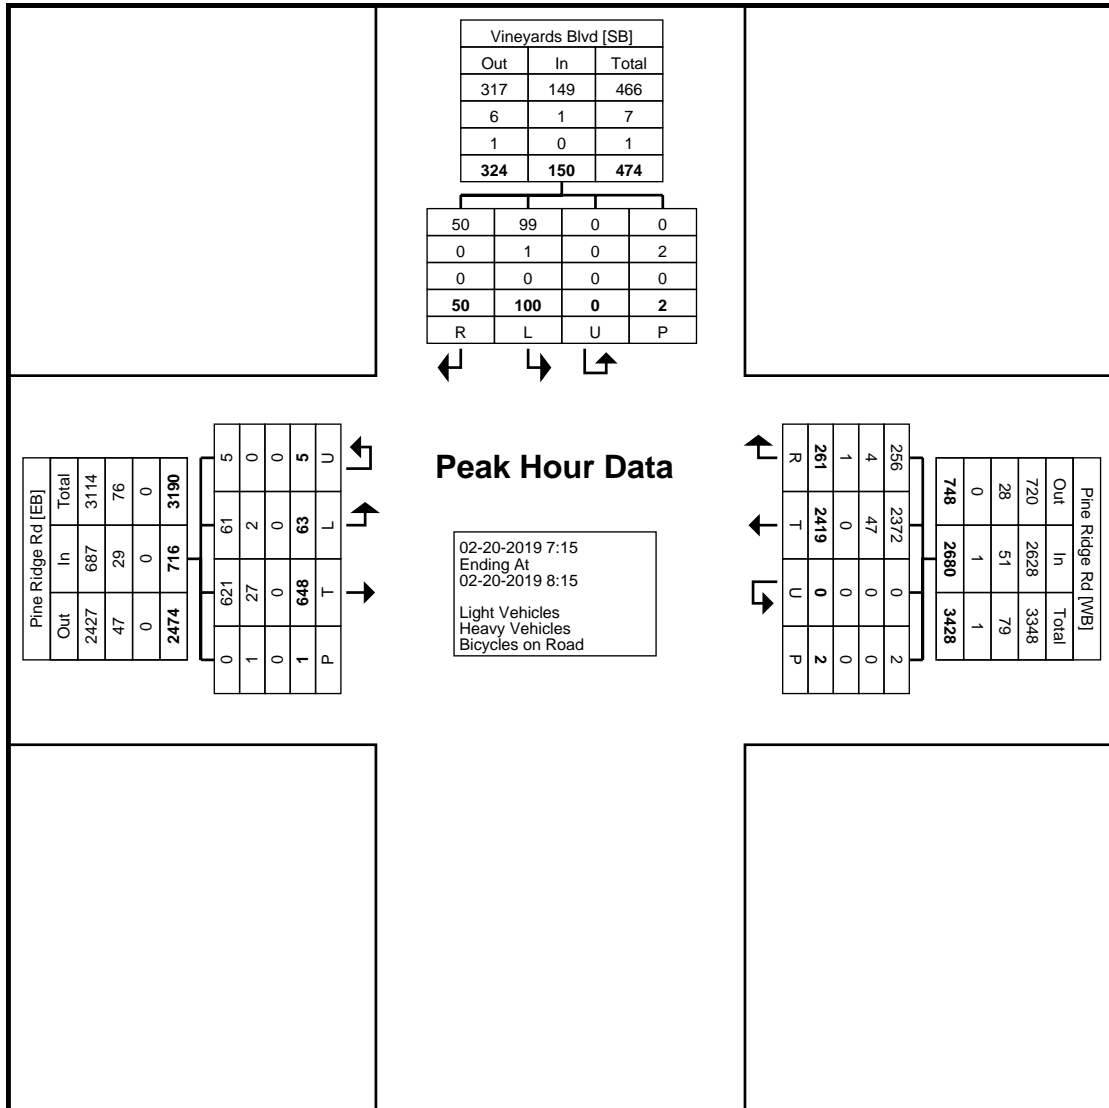 Vineyards Blvd [SB]
Out In Total
317 149 466
6 1 7
1 0 1
324 150 474
50 99 0 0
0 1 0 2
0 0 0 0
50 100 0 2
R L U P
Peak Hour Data
02-20-2019 7:15
Ending At
02-20-2019 8:15
Light Vehicles
Heavy Vehicles
Bicycles on Road
Pine Ridge Rd [EB]
Out In Total
2427 687 3114
47 29 76
0 0 0
2474 716 3190
0 621 61 5
1 27 2 0
0 0 0 0
1 648 63 5
P T L U
Pine Ridge Rd [WB]
Out In Total
720 2628 3348
28 51 79
0 1 1
748 2680 3428
256 2372 0 2
4 47 0 0
1 0 0 0
261 2419 0 2
R T U P